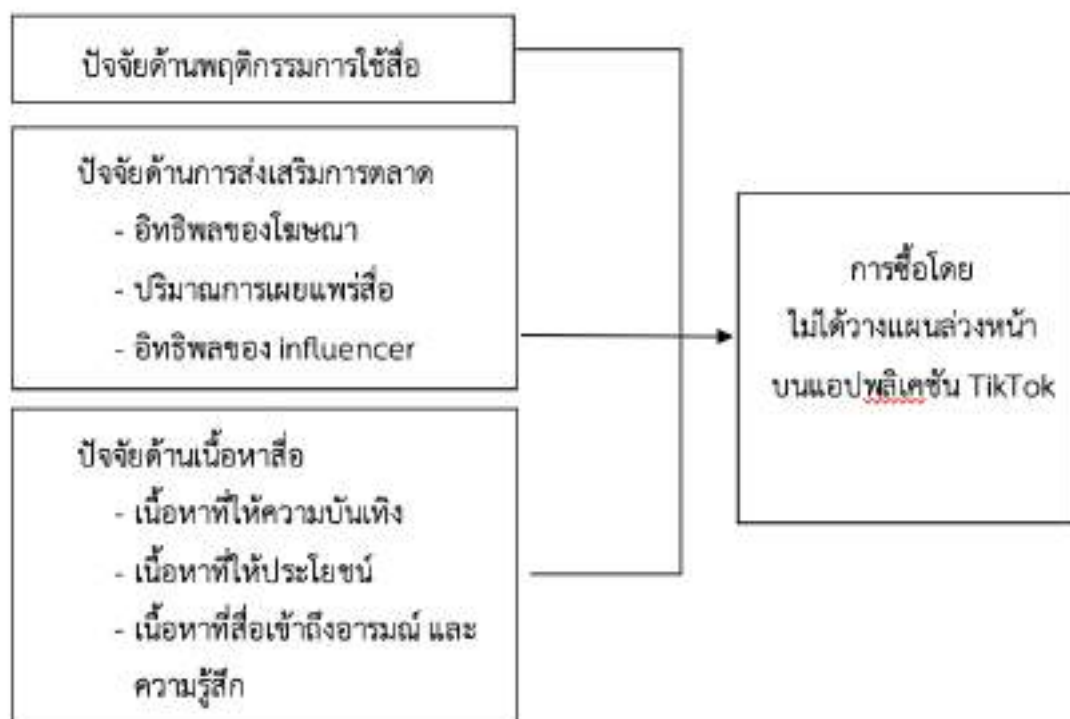 ปัจจัยด้านพฤติกรรมการใช้สื่อ
ปัจจัยด้านการส่งเสริมการตลาด
- อิทธิพลของโฆษณา
- ปริมาณการเผยแพร่สื่อ
- อิทธิพลของ influencer
ปัจจัยด้านเนื้อหาสื่อ
- เนื้อหาที่ให้ความบันเทิง
- เนื้อหาที่ให้ประโยชน์
- เนื้อหาที่สื่อเข้าถึงอารมณ์ และ
ความรู้สึก
การซื้อโดย
ไม่ได้วางแผนล่วงหน้า
บนแอปพลิเคชัน TikTok